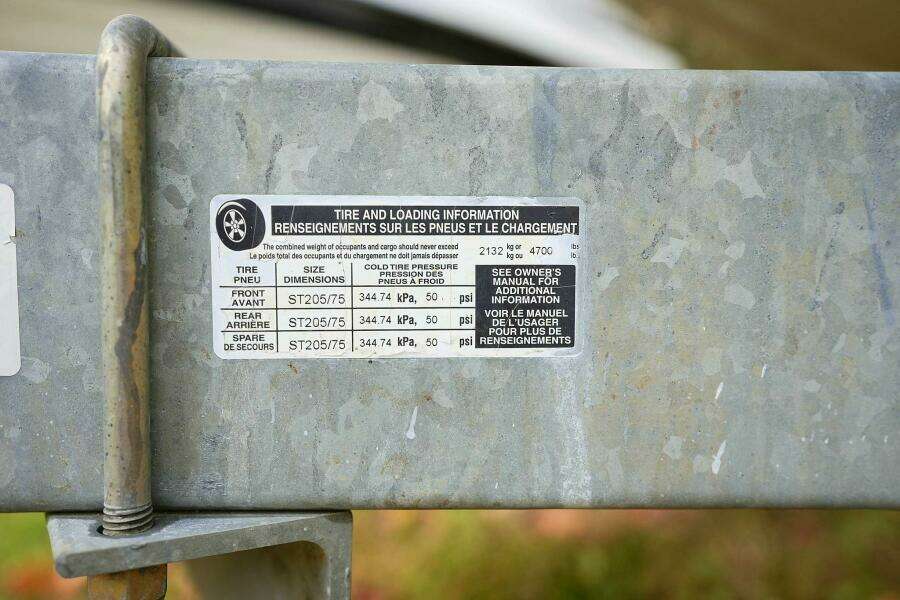 TIRE AND LOADING INFORMATION
RENSEIGNEMENTS SUR LES PNEUS ET LE CHARGEMENT
The combined weight of occupants and cargo should never exceed 2132 kg or 4700 lbs
Le poids total des occupants et du chargement ne doit jamais dépasser kg ou lb.
TIRE SIZE COLD TIRE PRESSURE
PNEU DIMENSIONS PRESSION DES
PNEUS À FROID
FRONT
AVANT ST205/75 344.74 kPa, 50 psi
REAR
ARRIÈRE ST205/75 344.74 kPa, 50 psi
SPARE
DE SECOURS ST205/75 344.74 kPa, 50 psi
SEE OWNER'S
MANUAL FOR
ADDITIONAL
INFORMATION
VOIR LE MANUEL
DE L'USAGER
POUR PLUS DE
RENSEIGNEMENTS